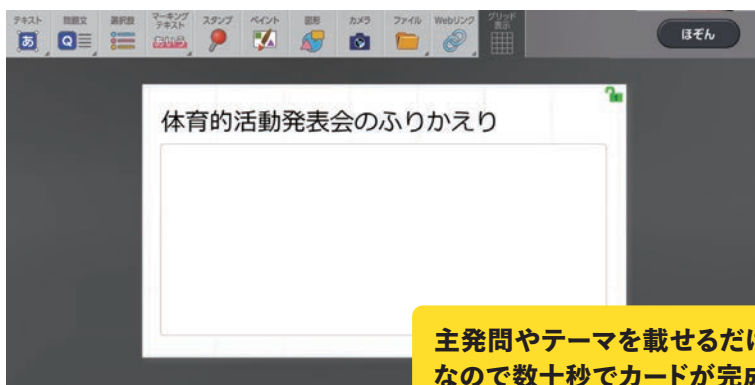 テキスト
問題文
選択肢
マーキング
テキスト
スタンプ
ペイント
図形
カメラ
ファイル
Webリンク
グリッド
表示
あ
Q
ほぞん
体育的活動発表会のふりかえり
主発問やテーマを載せるだけ
なので数十秒でカードが完成